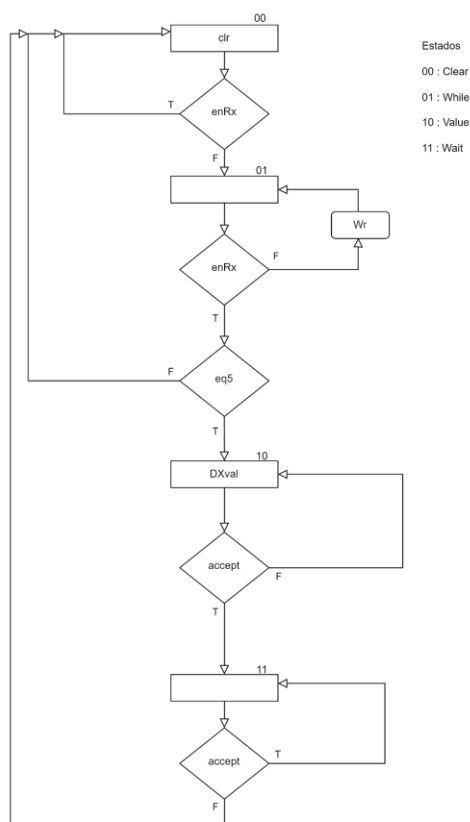 00
clr
Estados
00 : Clear
01 : While
10 : Value
11 : Wait
T
enRx
F
01
Wr
enRx
F
T
F
eq5
T
10
DXval
accept
F
T
11
accept
T
F